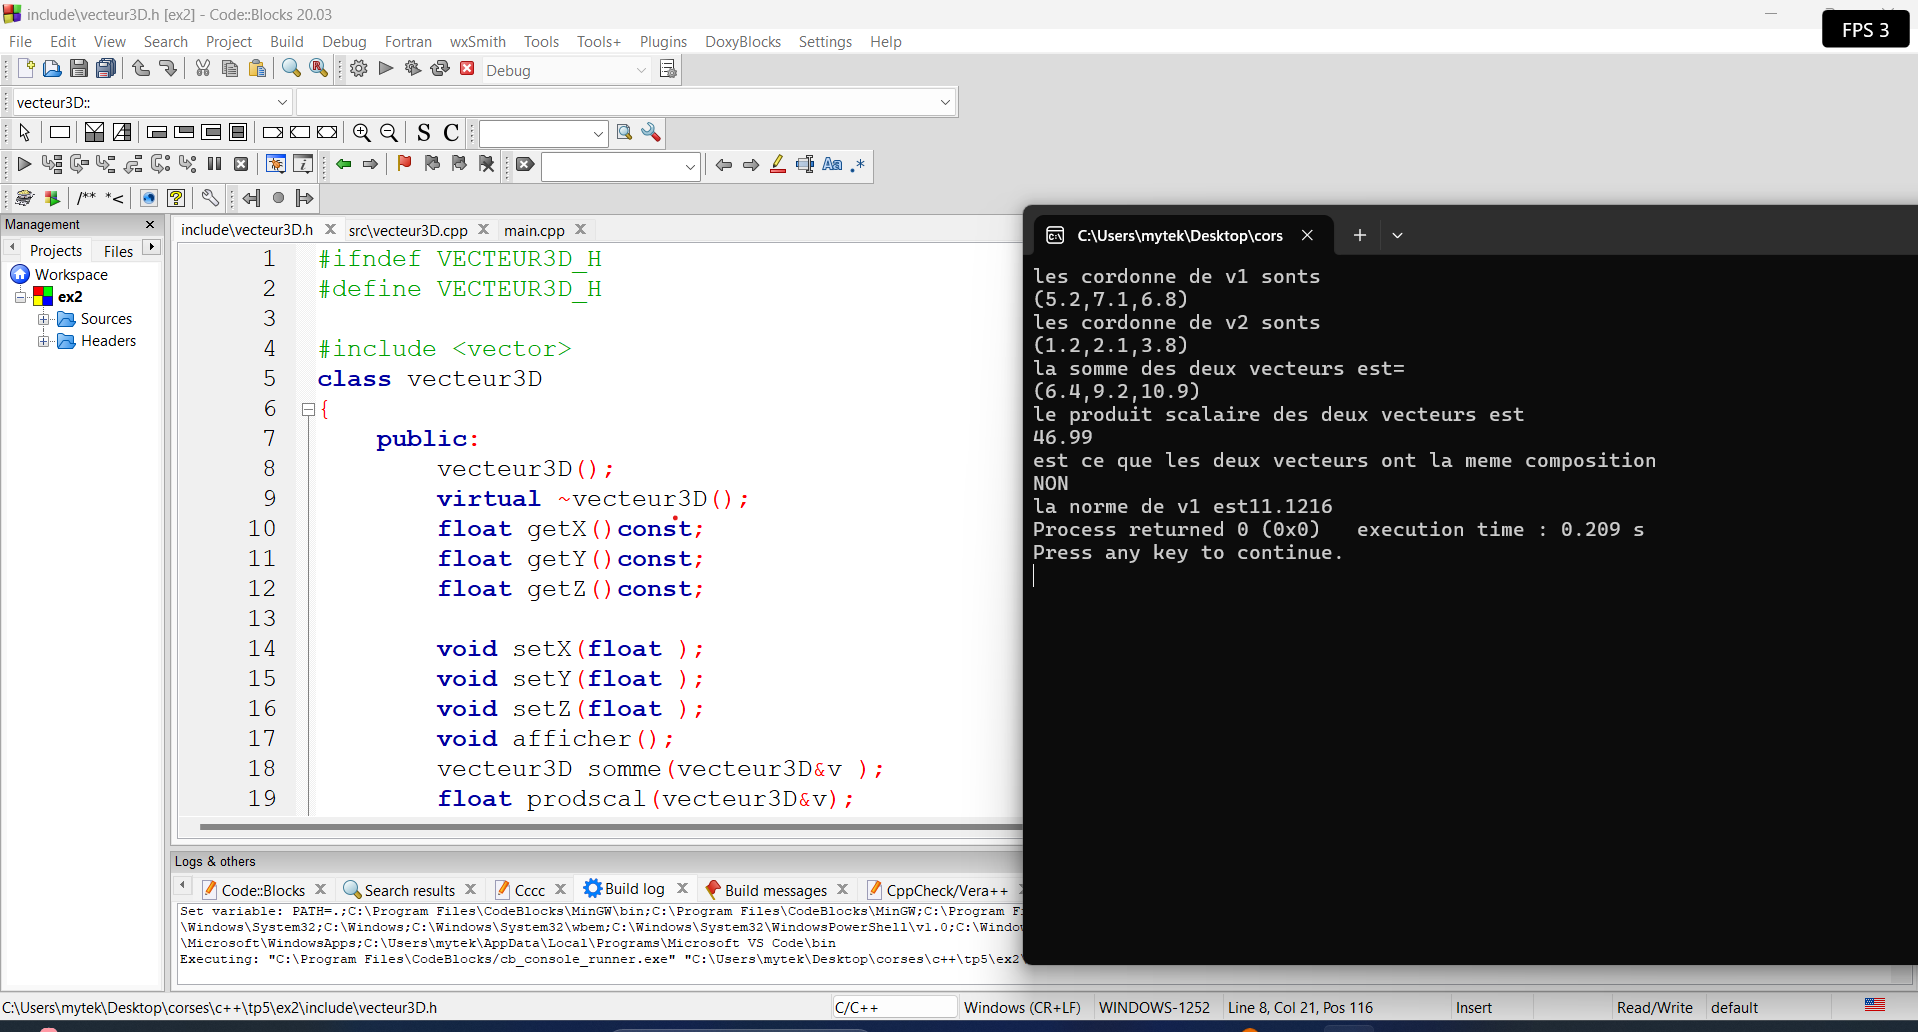 include\vecteur3D.h [ex2] - Code::Blocks 20.03
FPS 3
File Edit View Search Project Build Debug Fortran wxSmith Tools Tools+ Plugins DoxyBlocks Settings Help
Debug
vecteur3D::
S C
/** *<
Management
Projects Files
Workspace
ex2
Sources
Headers
include\vecteur3D.h src\vecteur3D.cpp main.cpp
1 #ifndef VECTEUR3D_H
2 #define VECTEUR3D_H
3
4 #include <vector>
5 class vecteur3D
6 {
7 public:
8 vecteur3D();
9 virtual ~vecteur3D();
10 float getX()const;
11 float getY()const;
12 float getZ()const;
13
14 void setX(float );
15 void setY(float );
16 void setZ(float );
17 void afficher();
18 vecteur3D somme(vecteur3D&v );
19 float prodscal(vecteur3D&v);
C:\Users\mytek\Desktop\cors
les cordonne de v1 sonts
(5.2,7.1,6.8)
les cordonne de v2 sonts
(1.2,2.1,3.8)
la somme des deux vecteurs est=
(6.4,9.2,10.9)
le produit scalaire des deux vecteurs est
46.99
est ce que les deux vecteurs ont la meme composition
NON
la norme de v1 est11.1216
Process returned 0 (0x0)   execution time : 0.209 s
Press any key to continue.
Logs & others
Code::Blocks Search results Cccc Build log Build messages CppCheck/Vera++
Set variable: PATH=.;C:\Program Files\CodeBlocks\MinGW\bin;C:\Program Files\CodeBlocks\MinGW;C:\Program Fi
\Windows\System32;C:\Windows;C:\Windows\System32\wbem;C:\Windows\System32\WindowsPowerShell\v1.0;C:\Window
\Microsoft\WindowsApps;C:\Users\mytek\AppData\Local\Programs\Microsoft VS Code\bin
Executing: "C:\Program Files\CodeBlocks/cb_console_runner.exe" "C:\Users\mytek\Desktop\corses\c++\tp5\ex2\
C:\Users\mytek\Desktop\corses\c++\tp5\ex2\include\vecteur3D.h C/C++ Windows (CR+LF) WINDOWS-1252 Line 8, Col 21, Pos 116 Insert Read/Write default